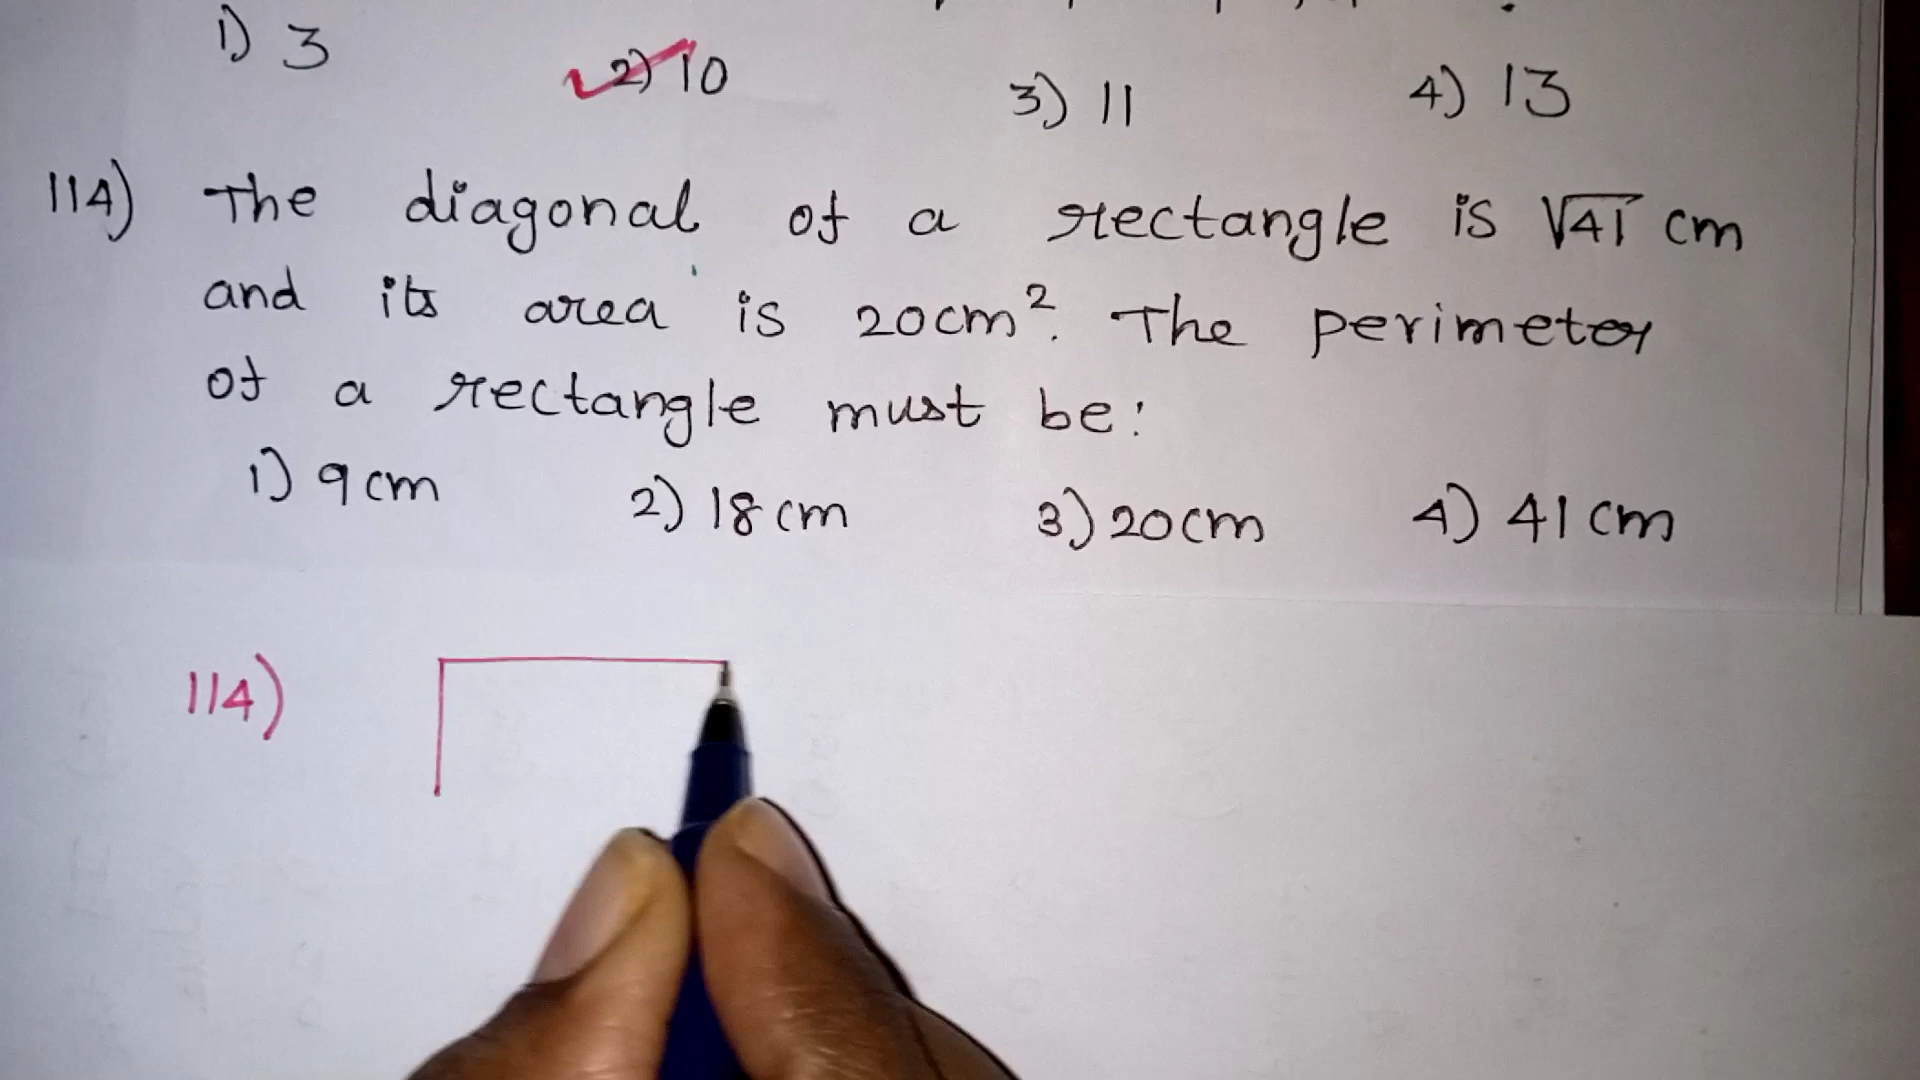 1) 3 2) 10 3) 11 4) 13
114) The diagonal of a rectangle is √41 cm
and its area is 20cm². The perimeter
of a rectangle must be:
1) 9cm 2) 18cm 3) 20cm 4) 41cm
114)